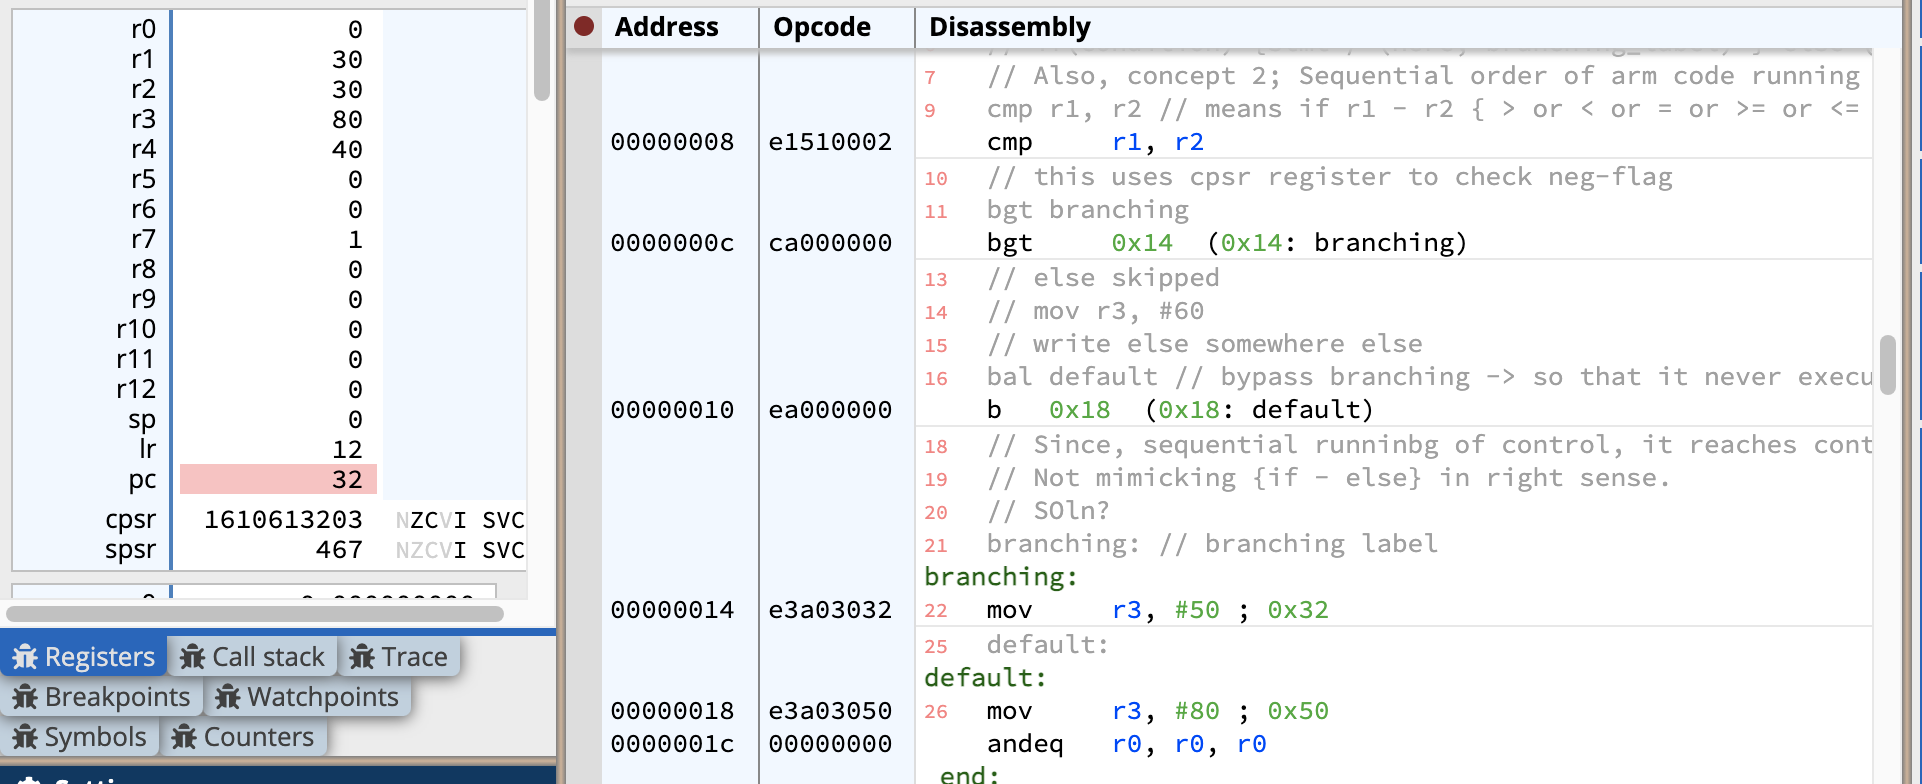 r0 0
r1 30
r2 30
r3 80
r4 40
r5 0
r6 0
r7 1
r8 0
r9 0
r10 0
r11 0
r12 0
sp 0
lr 12
pc 32
cpsr 1610613203 NZCVI SVC
spsr 467 NZCVI SVC
Registers Call stack Trace
Breakpoints Watchpoints
Symbols Counters
Address Opcode Disassembly
7 // Also, concept 2; Sequential order of arm code running
9 cmp r1, r2 // means if r1 - r2 { > or < or = or >= or <=
00000008 e1510002 cmp r1, r2
10 // this uses cpsr register to check neg-flag
11 bgt branching
0000000c ca000000 bgt 0x14 (0x14: branching)
13 // else skipped
14 // mov r3, #60
15 // write else somewhere else
16 bal default // bypass branching -> so that it never execu
00000010 ea000000 b 0x18 (0x18: default)
18 // Since, sequential runninbg of control, it reaches cont
19 // Not mimicking {if - else} in right sense.
20 // SOln?
21 branching: // branching label
branching:
00000014 e3a03032 22 mov r3, #50 ; 0x32
25 default:
default:
00000018 e3a03050 26 mov r3, #80 ; 0x50
0000001c 00000000 andeq r0, r0, r0
end: